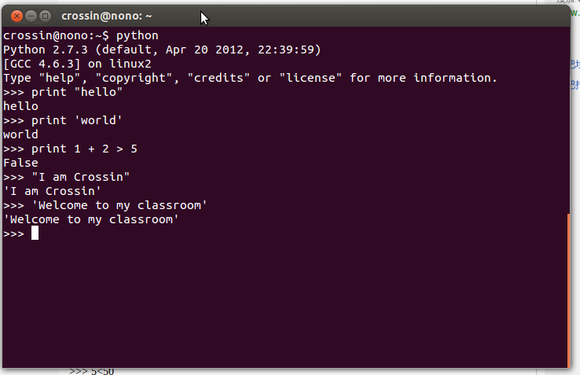 crossin@nono: ~
crossin@nono:~$ python
Python 2.7.3 (default, Apr 20 2012, 22:39:59)
[GCC 4.6.3] on linux2
Type "help", "copyright", "credits" or "license" for more information.
>>> print "hello"
hello
>>> print 'world'
world
>>> print 1 + 2 > 5
False
>>> "I am Crossin"
'I am Crossin'
>>> 'Welcome to my classroom'
'Welcome to my classroom'
>>>
>>> 5<50